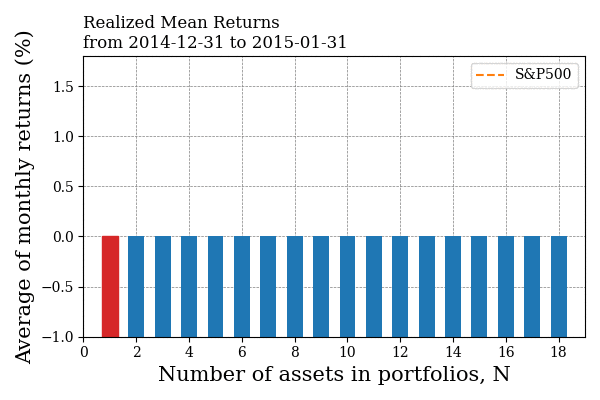 Realized Mean Returns
from 2014-12-31 to 2015-01-31
S&P500
Average of monthly returns (%)
1.5
1.0
0.5
0.0
−0.5
−1.0
0 2 4 6 8 10 12 14 16 18
Number of assets in portfolios, N